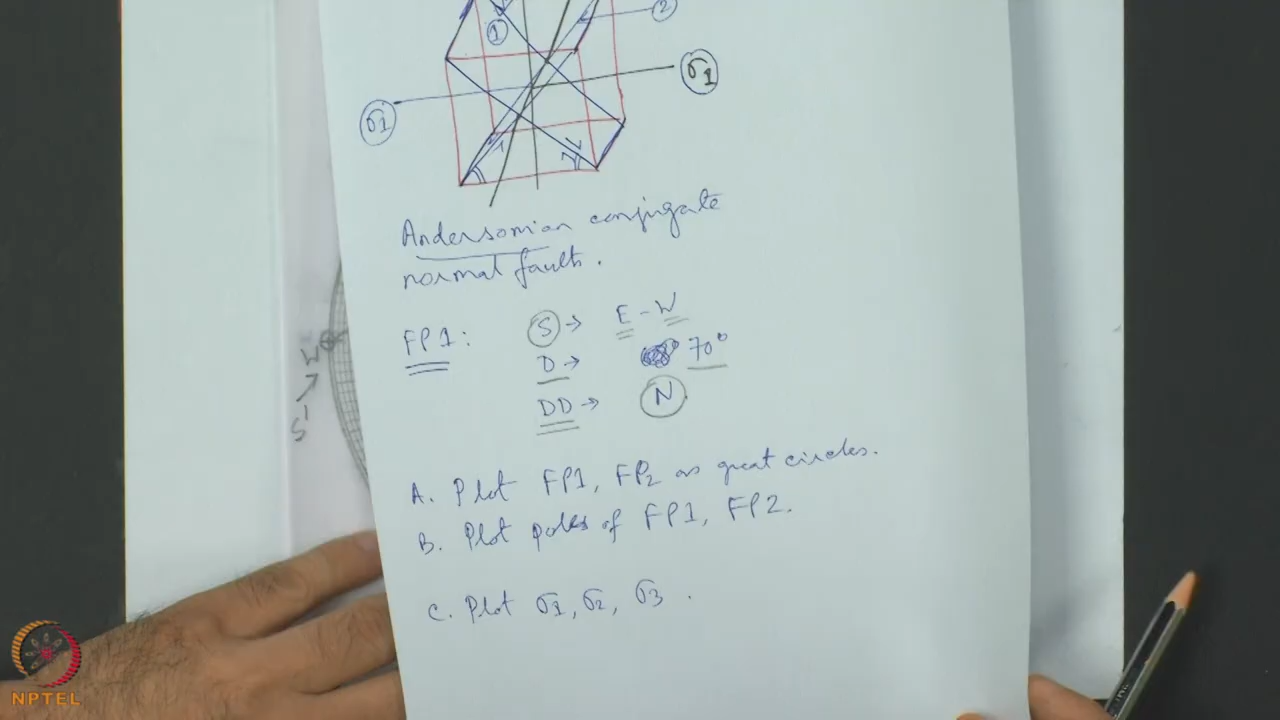 1
2
σ1
σ1
Andersonian conjugate
normal fault.
FP1: S → E-W
D → 70°
DD → N
A. Plot FP1, FP2 as great circles.
B. Plot poles of FP1, FP2.
C. Plot σ1, σ2, σ3.
W
S
NPTEL